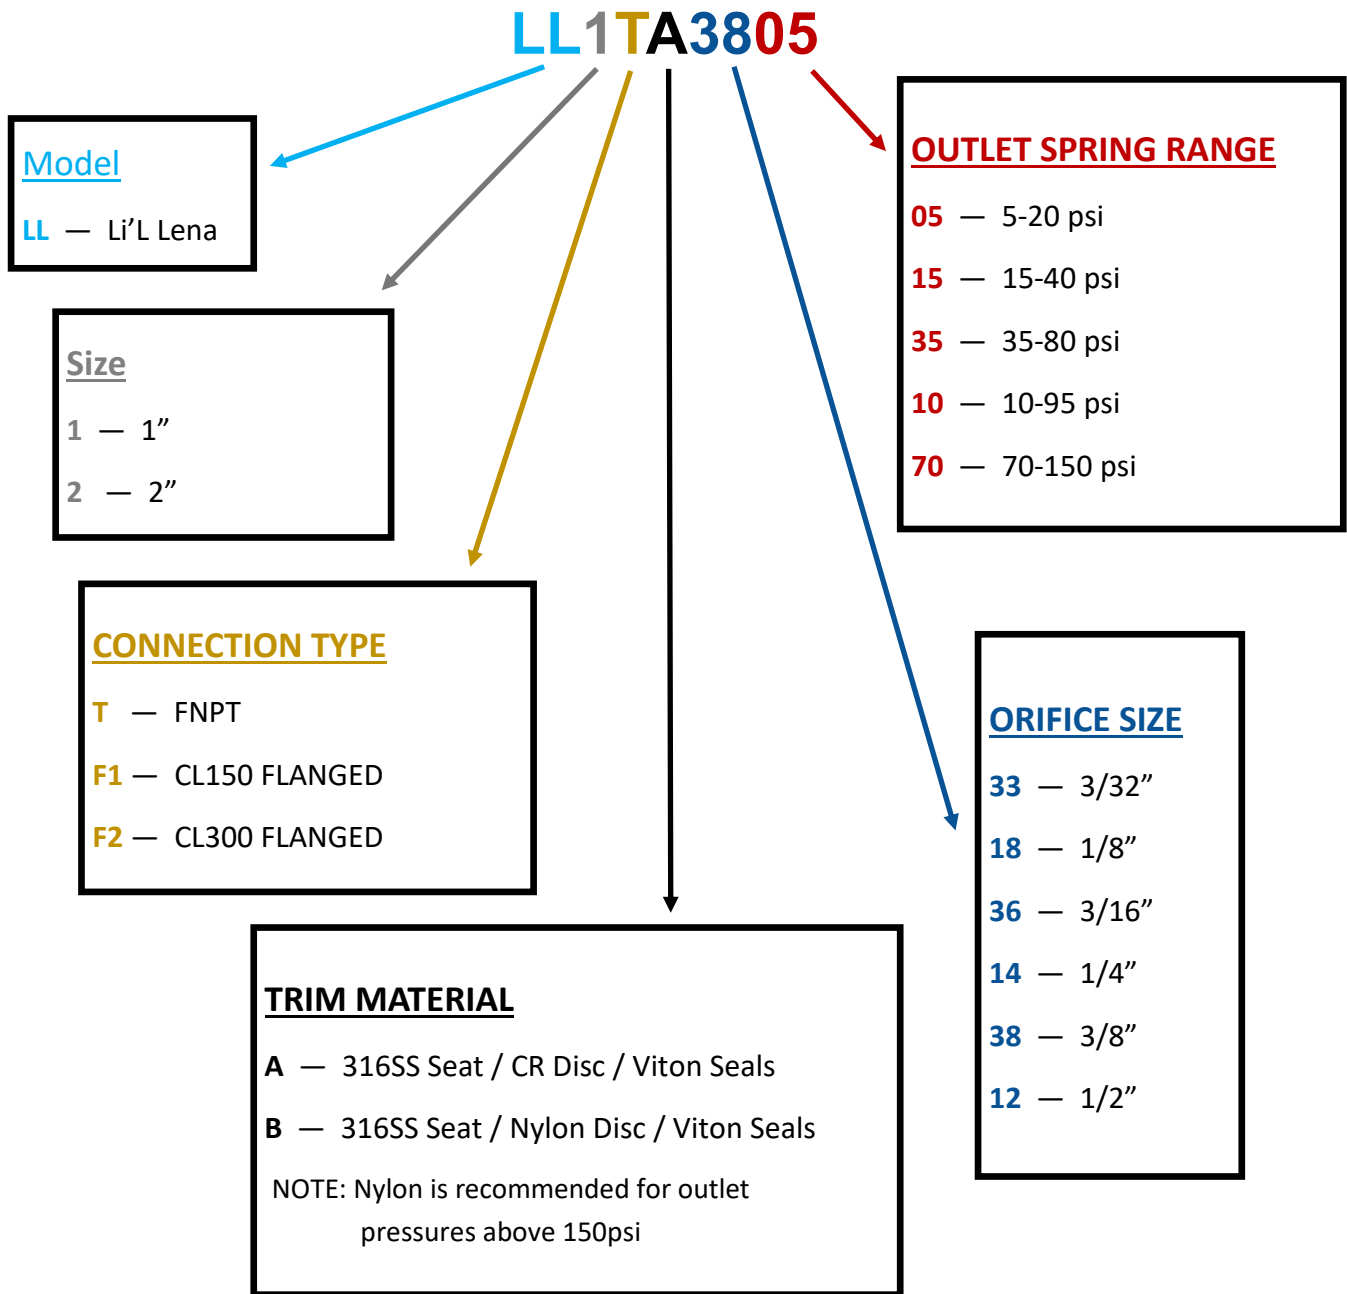 LL1TA3805
Model
LL — Li’L Lena
Size
1 — 1”
2 — 2”
CONNECTION TYPE
T — FNPT
F1 — CL150 FLANGED
F2 — CL300 FLANGED
TRIM MATERIAL
A — 316SS Seat / CR Disc / Viton Seals
B — 316SS Seat / Nylon Disc / Viton Seals
NOTE: Nylon is recommended for outlet
pressures above 150psi
OUTLET SPRING RANGE
05 — 5-20 psi
15 — 15-40 psi
35 — 35-80 psi
10 — 10-95 psi
70 — 70-150 psi
ORIFICE SIZE
33 — 3/32”
18 — 1/8”
36 — 3/16”
14 — 1/4”
38 — 3/8”
12 — 1/2”